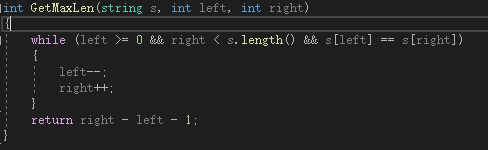 int GetMaxLen(string s, int left, int right)
{
    while (left >= 0 && right < s.length() && s[left] == s[right])
    {
        left--;
        right++;
    }
    return right - left - 1;
}